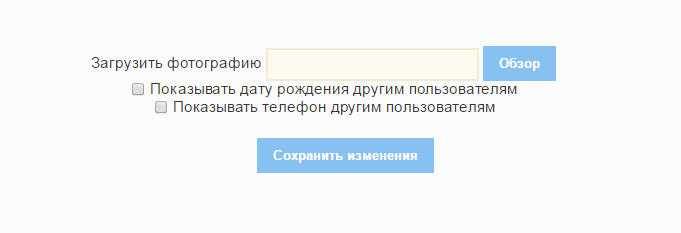 Загрузить фотографию Обзор
Показывать дату рождения другим пользователям
Показывать телефон другим пользователям
Сохранить изменения